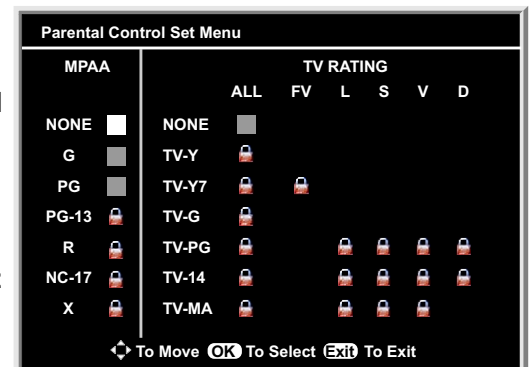 Parental Control Set Menu
MPAA TV RATING
ALL FV L S V D
NONE NONE
G TV-Y
PG TV-Y7
PG-13 TV-G
R TV-PG
NC-17 TV-14
X TV-MA
To Move OK To Select Exit To Exit